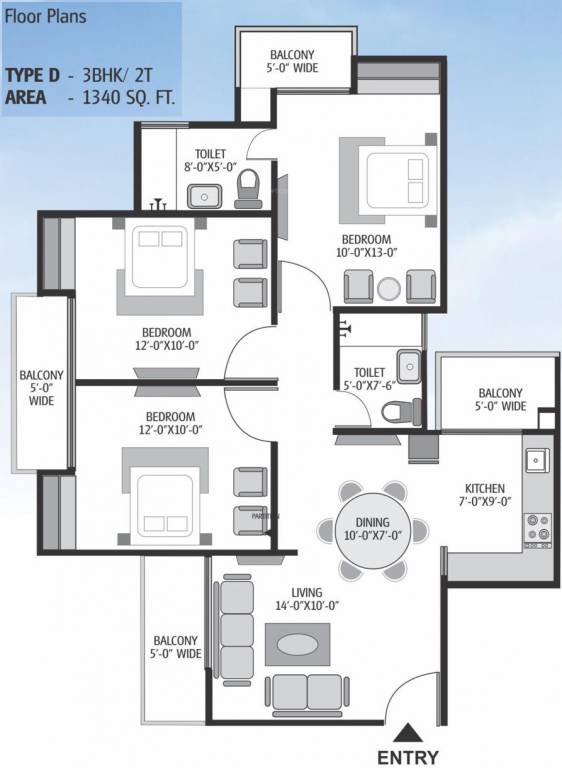 Floor Plans
TYPE D - 3BHK/ 2T
AREA - 1340 SQ. FT.
BALCONY
5'-0" WIDE
TOILET
8'-0"X5'-0"
BEDROOM
10'-0"X13-0"
BEDROOM
12'-0"X10'-0"
BALCONY
5'-0"
WIDE
TOILET
5'-0"X7'-6"
BALCONY
5'-0" WIDE
BEDROOM
12'-0"X10'-0"
KITCHEN
7'-0"X9'-0"
DINING
10'-0"X7'-0"
LIVING
14'-0"X10'-0"
BALCONY
5'-0" WIDE
ENTRY